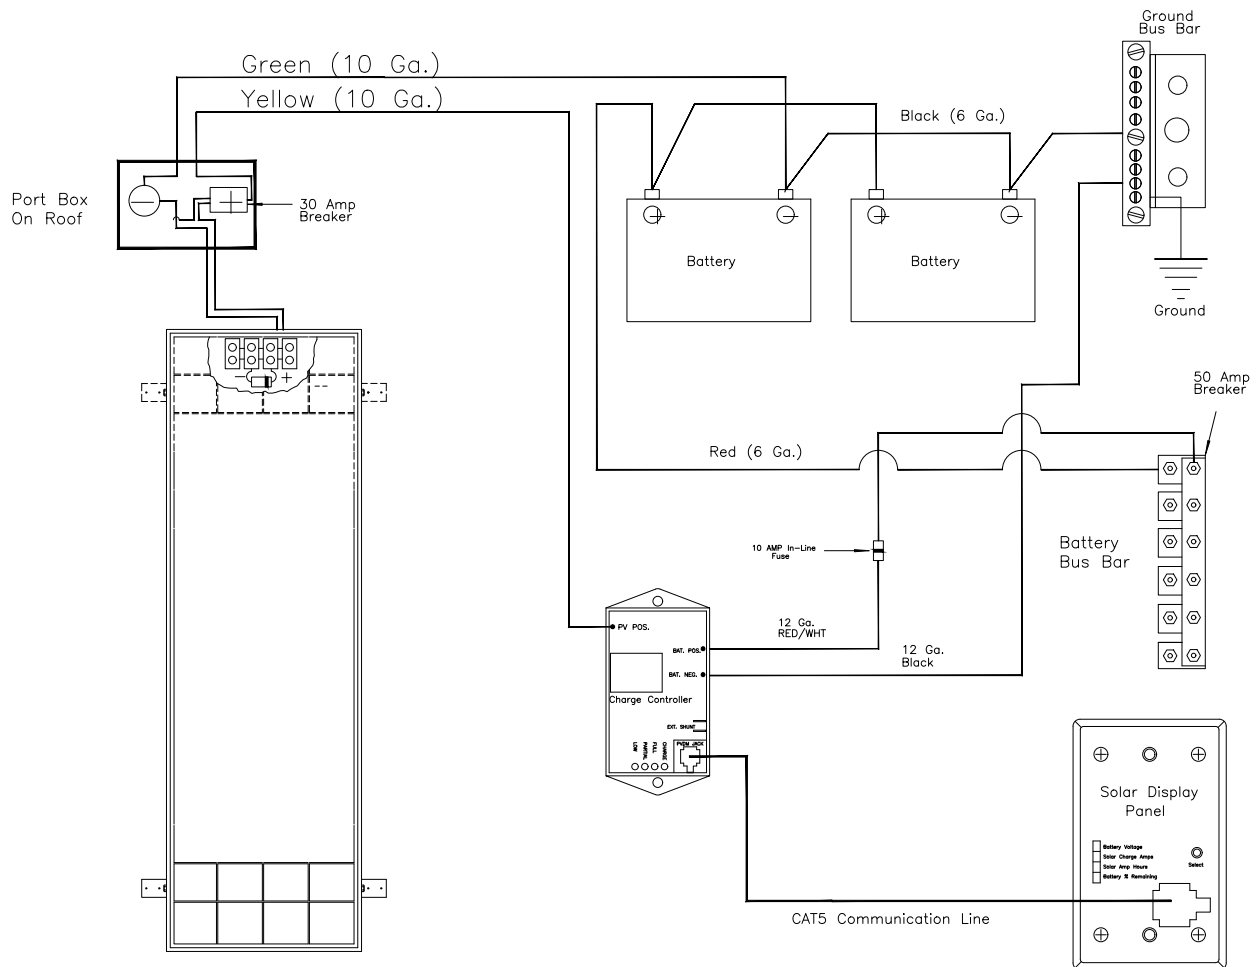 Ground
Bus Bar
Green (10 Ga.)
Yellow (10 Ga.)
Black (6 Ga.)
Port Box
On Roof
30 Amp
Breaker
Battery
Battery
Ground
50 Amp
Breaker
Red (6 Ga.)
10 AMP In-Line
Fuse
Battery
Bus Bar
PV POS.
12 Ga.
RED/WHT
BAT. POS.
12 Ga.
Black
BAT. NEG.
Charge Controller
EXT. SHUNT
LOW
PARTIAL
FULL
CHARGE
PVDM JACK
Solar Display
Panel
Battery Voltage
Solar Charge Amps
Solar Amp Hours
Battery % Remaining
Select
CAT5 Communication Line